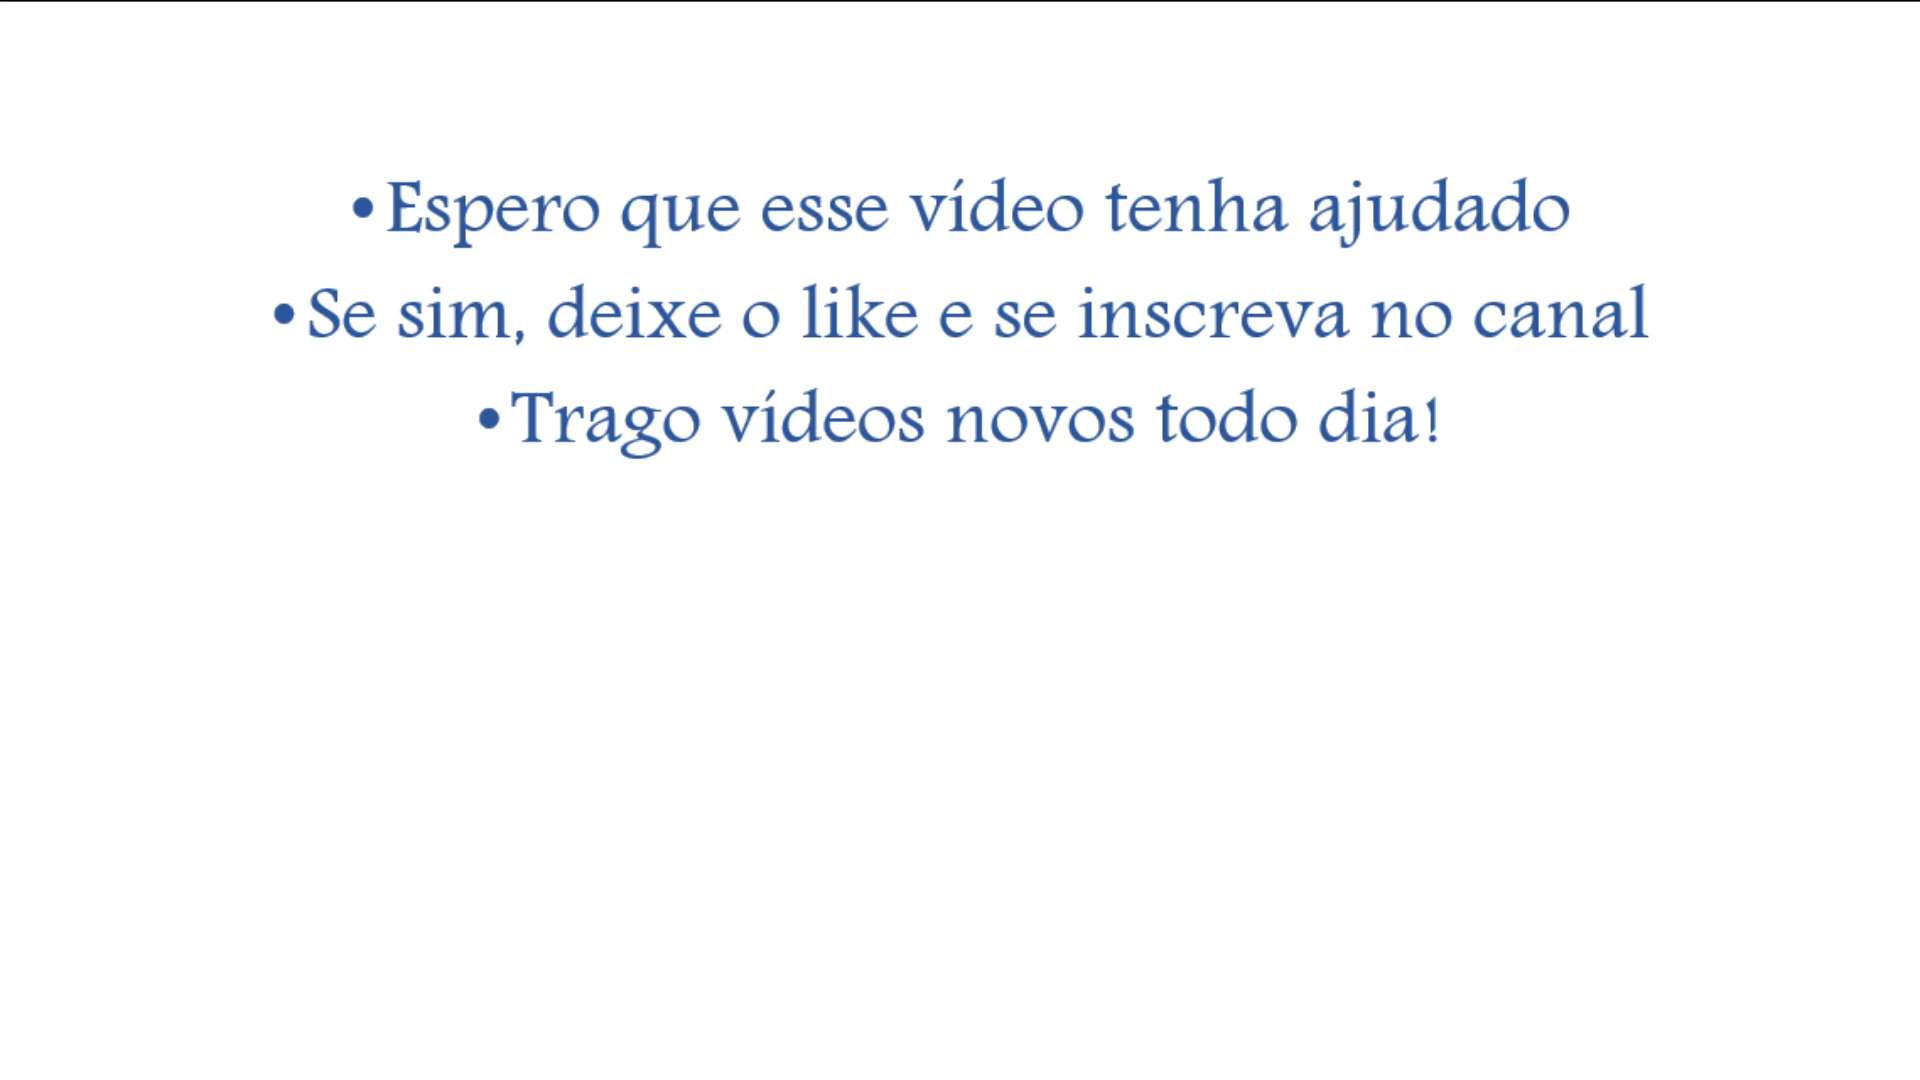 •Espero que esse vídeo tenha ajudado
•Se sim, deixe o like e se inscreva no canal
•Trago vídeos novos todo dia!